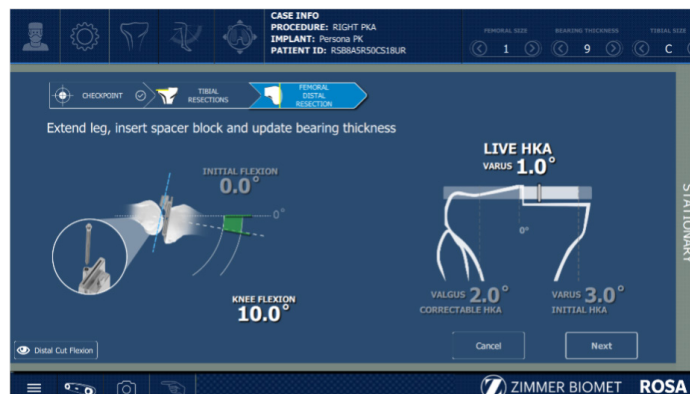 CASE INFO
PROCEDURE: RIGHT PKA
IMPLANT: Persona PK
PATIENT ID: RSB8A5R50CS18UR
FEMORAL SIZE
1
BEARING THICKNESS
9
TIBIAL SIZE
C
CHECKPOINT
TIBIAL
RESECTIONS
FEMORAL
DISTAL
RESECTION
Extend leg, insert spacer block and update bearing thickness
INITIAL FLEXION
0.0°
0°
KNEE FLEXION
10.0°
LIVE HKA
VARUS 1.0°
0°
VALGUS 2.0°
CORRECTABLE HKA
VARUS 3.0°
INITIAL HKA
STATIONARY
Distal Cut Flexion
Cancel
Next
ZIMMER BIOMET
ROSA